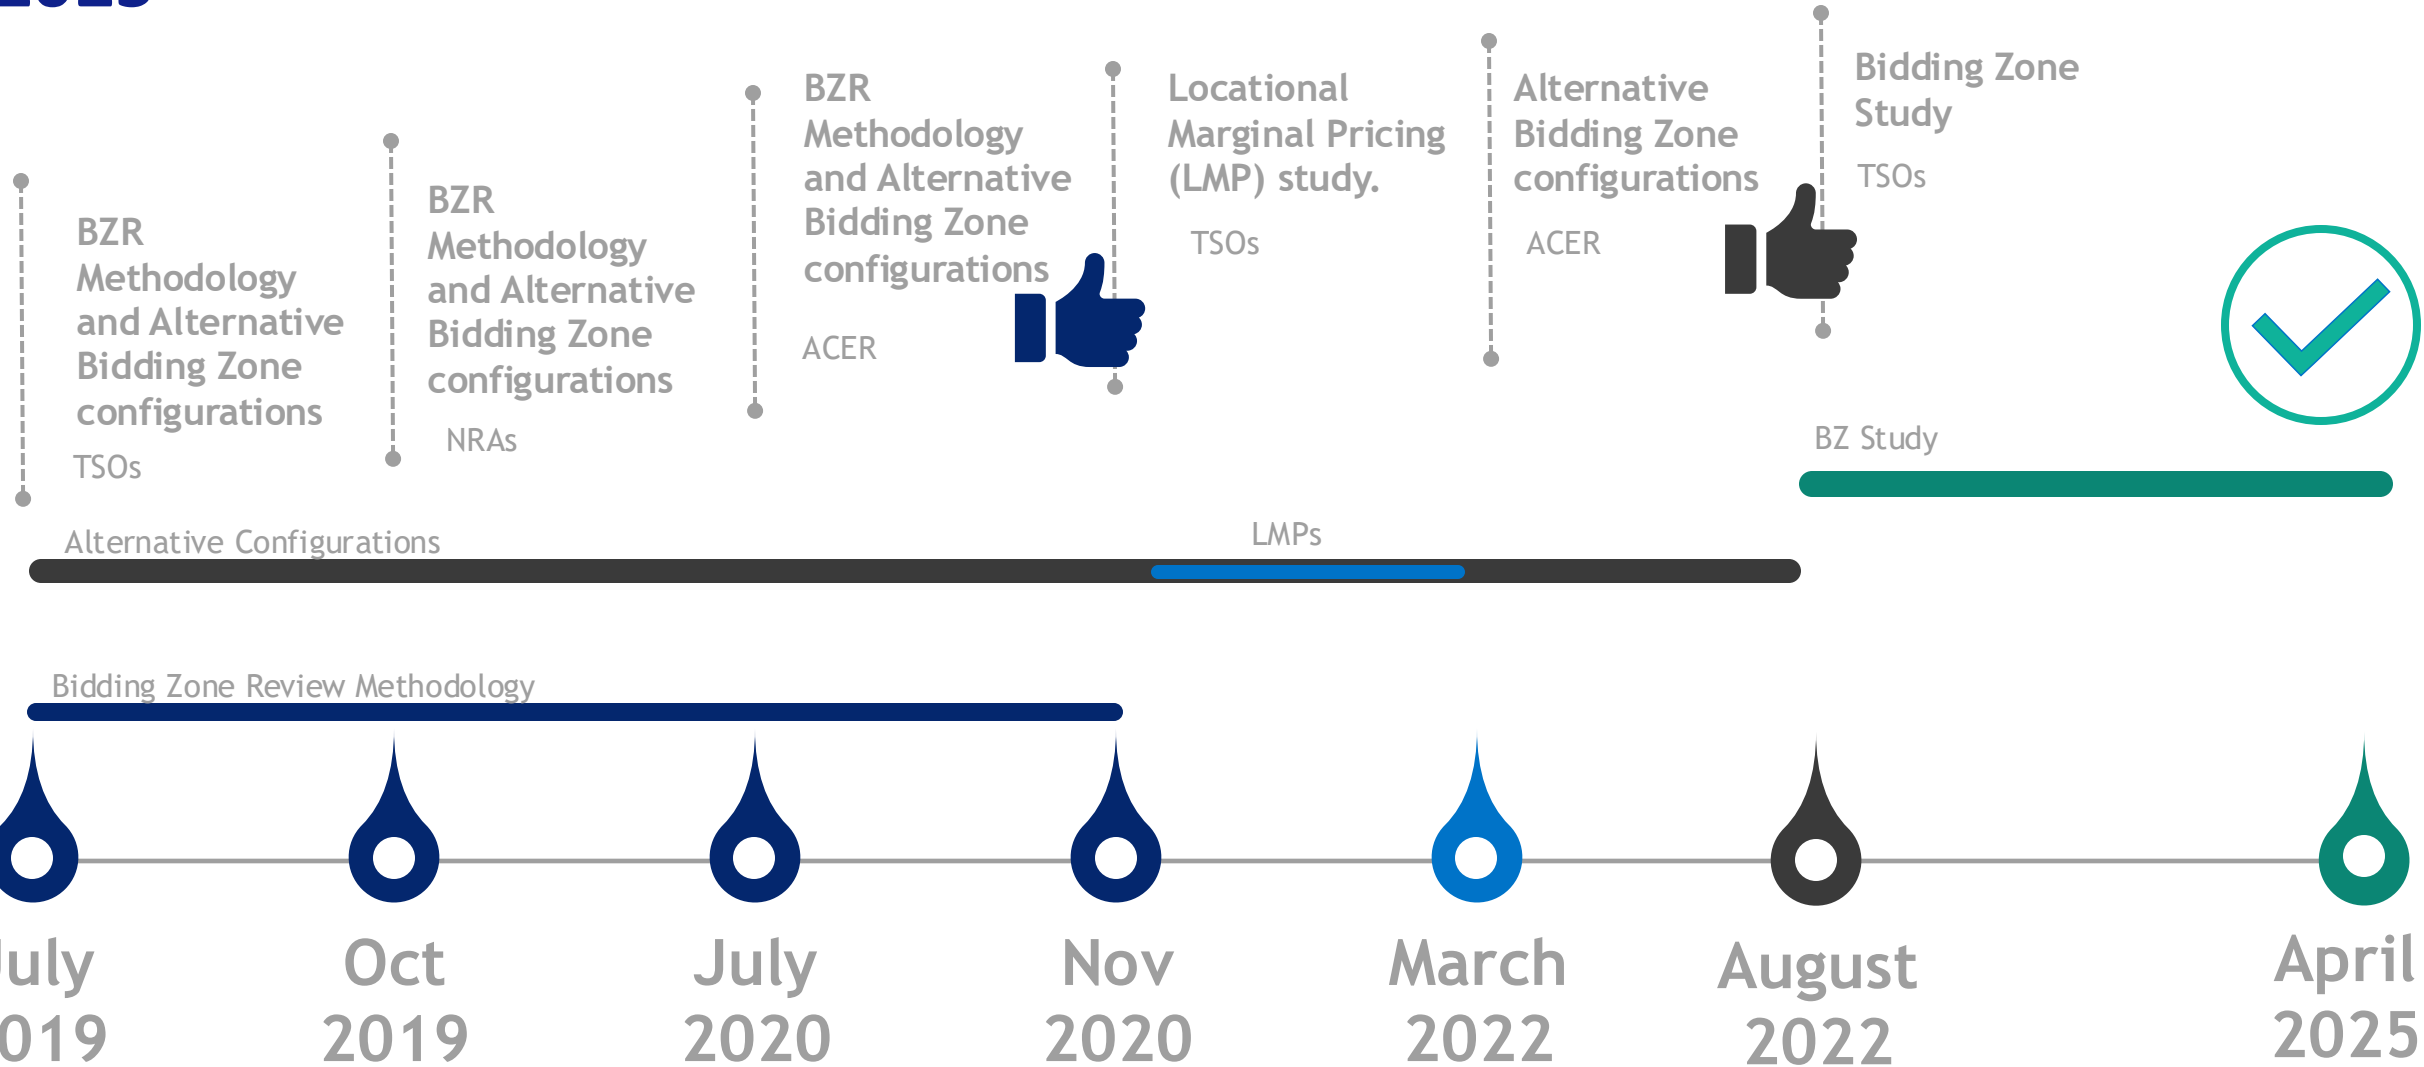 BZR
Methodology
and Alternative
Bidding Zone
configurations
TSOs
BZR
Methodology
and Alternative
Bidding Zone
configurations
NRAs
BZR
Methodology
and Alternative
Bidding Zone
configurations
ACER
Locational
Marginal Pricing
(LMP) study.
TSOs
Alternative
Bidding Zone
configurations
ACER
Bidding Zone
Study
TSOs
BZ Study
Alternative Configurations
LMPs
Bidding Zone Review Methodology
July
2019
Oct
2019
July
2020
Nov
2020
March
2022
August
2022
April
2025